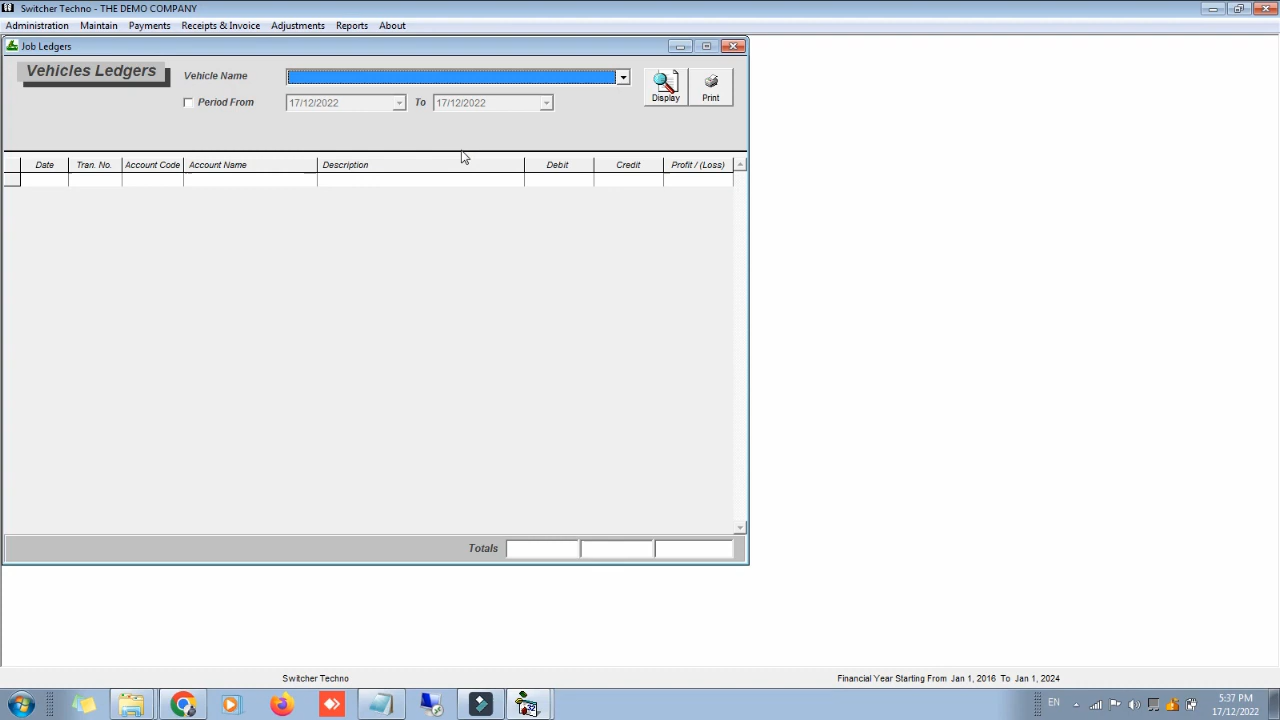 Switcher Techno - THE DEMO COMPANY
Administration Maintain Payments Receipts & Invoice Adjustments Reports About
Job Ledgers
Vehicles Ledgers
Vehicle Name
Display
Print
Period From 17/12/2022 To 17/12/2022
Date Tran. No. Account Code Account Name Description Debit Credit Profit / (Loss)
Totals
Switcher Techno
Financial Year Starting From Jan 1, 2016 To Jan 1, 2024
EN
5:37 PM
17/12/2022